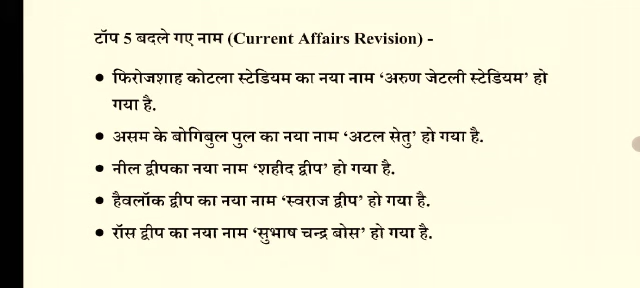 टॉप 5 बदले गए नाम (Current Affairs Revision) -
• फिरोजशाह कोटला स्टेडियम का नया नाम ‘अरुण जेटली स्टेडियम’ हो
गया है.
• असम के बोगिबुल पुल का नया नाम ‘अटल सेतु’ हो गया है.
• नील द्वीपका नया नाम ‘शहीद द्वीप’ हो गया है.
• हैवलॉक द्वीप का नया नाम ‘स्वराज द्वीप’ हो गया है.
• रॉस द्वीप का नया नाम ‘सुभाष चन्द्र बोस’ हो गया है.